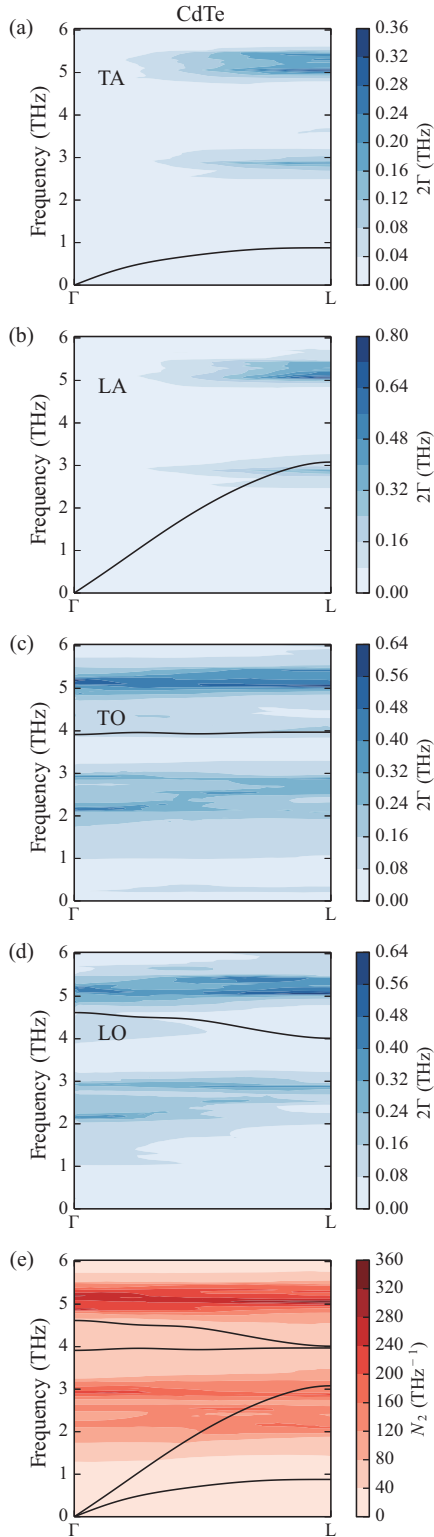 CdTe
(a)
TA
Frequency (THz)
6
5
4
3
2
1
0
Γ
L
0.36
0.32
0.28
0.24
0.20
0.16
0.12
0.08
0.04
0.00
2Γ (THz)
(b)
LA
Frequency (THz)
6
5
4
3
2
1
0
Γ
L
0.80
0.64
0.48
0.32
0.16
0.00
2Γ (THz)
(c)
TO
Frequency (THz)
6
5
4
3
2
1
0
Γ
L
0.64
0.56
0.48
0.40
0.32
0.24
0.16
0.08
0.00
2Γ (THz)
(d)
LO
Frequency (THz)
6
5
4
3
2
1
0
Γ
L
0.64
0.56
0.48
0.40
0.32
0.24
0.16
0.08
0.00
2Γ (THz)
(e)
Frequency (THz)
6
5
4
3
2
1
0
Γ
L
360
320
280
240
200
160
120
80
40
0
N₂ (THz⁻¹)